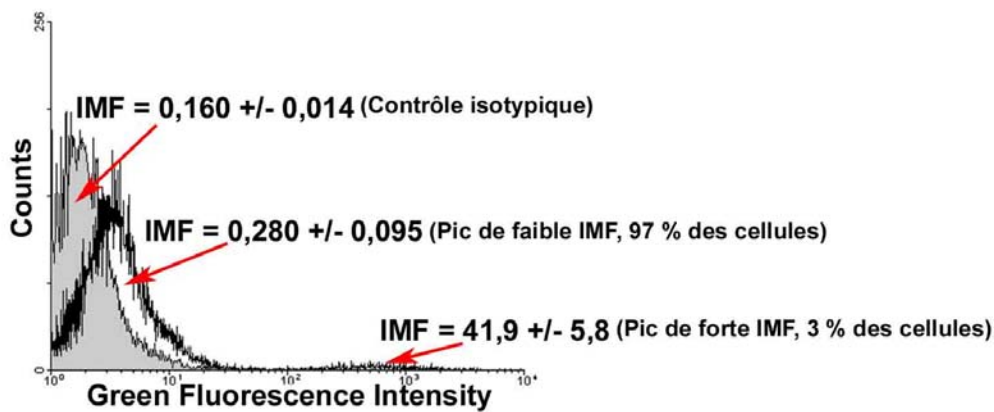 256
IMF = 0,160 +/- 0,014 (Contrôle isotypique)
Counts
IMF = 0,280 +/- 0,095 (Pic de faible IMF, 97 % des cellules)
IMF = 41,9 +/- 5,8 (Pic de forte IMF, 3 % des cellules)
0
10⁰ 10¹ 10² 10³ 10⁴
Green Fluorescence Intensity